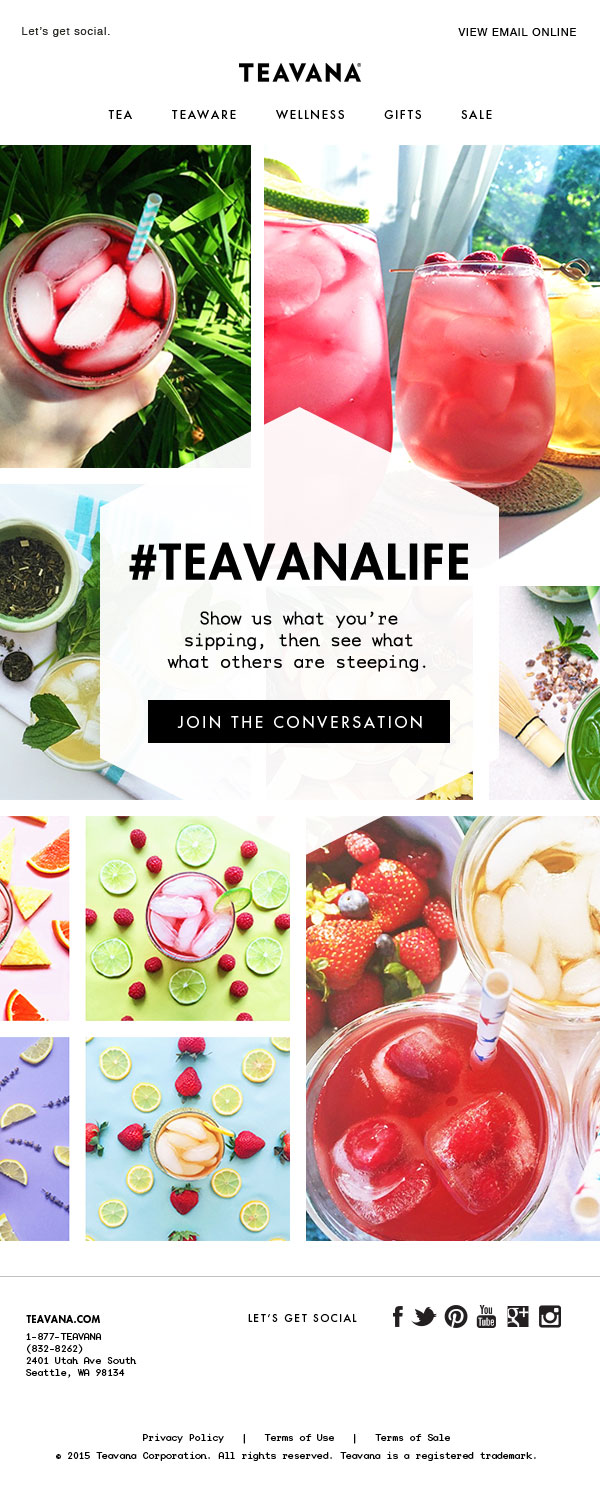 Let's get social.
VIEW EMAIL ONLINE
TEAVANA®
TEA TEAWARE WELLNESS GIFTS SALE
#TEAVANALIFE
Show us what you're
sipping, then see what
what others are steeping.
JOIN THE CONVERSATION
TEAVANA.COM
1-877-TEAVANA
(832-8262)
2401 Utah Ave South
Seattle, WA 98134
LET'S GET SOCIAL
f You Tube g+
Privacy Policy | Terms of Use | Terms of Sale
© 2015 Teavana Corporation. All rights reserved. Teavana is a registered trademark.